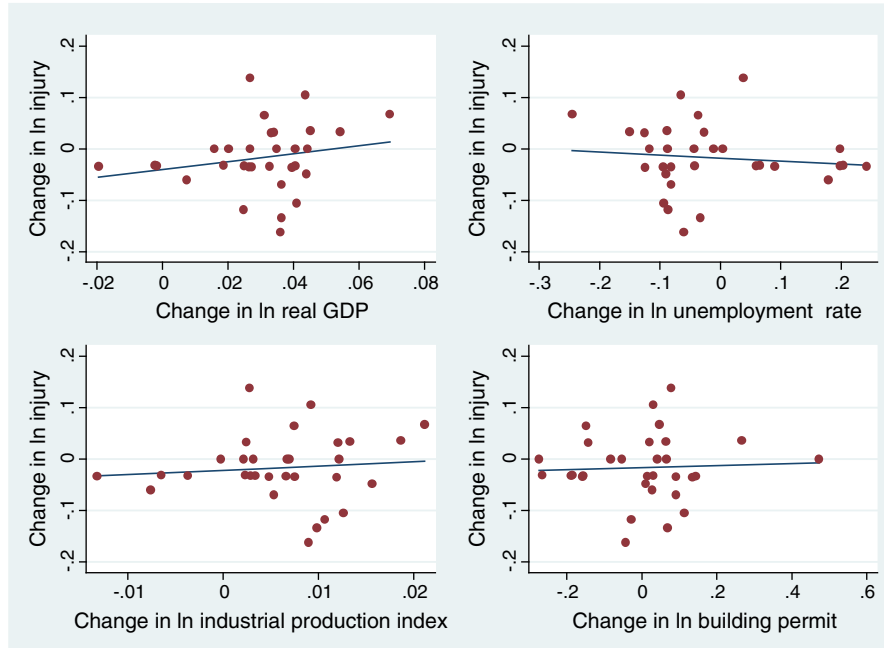 Change in ln injury
.2
.1
0
-.1
-.2
-.02 0 .02 .04 .06 .08
Change in ln real GDP
Change in ln injury
.2
.1
0
-.1
-.2
-.3 -.2 -.1 0 .1 .2
Change in ln unemployment rate
Change in ln injury
.2
.1
0
-.1
-.2
-.01 0 .01 .02
Change in ln industrial production index
Change in ln injury
.2
.1
0
-.1
-.2
-.2 0 .2 .4 .6
Change in ln building permit